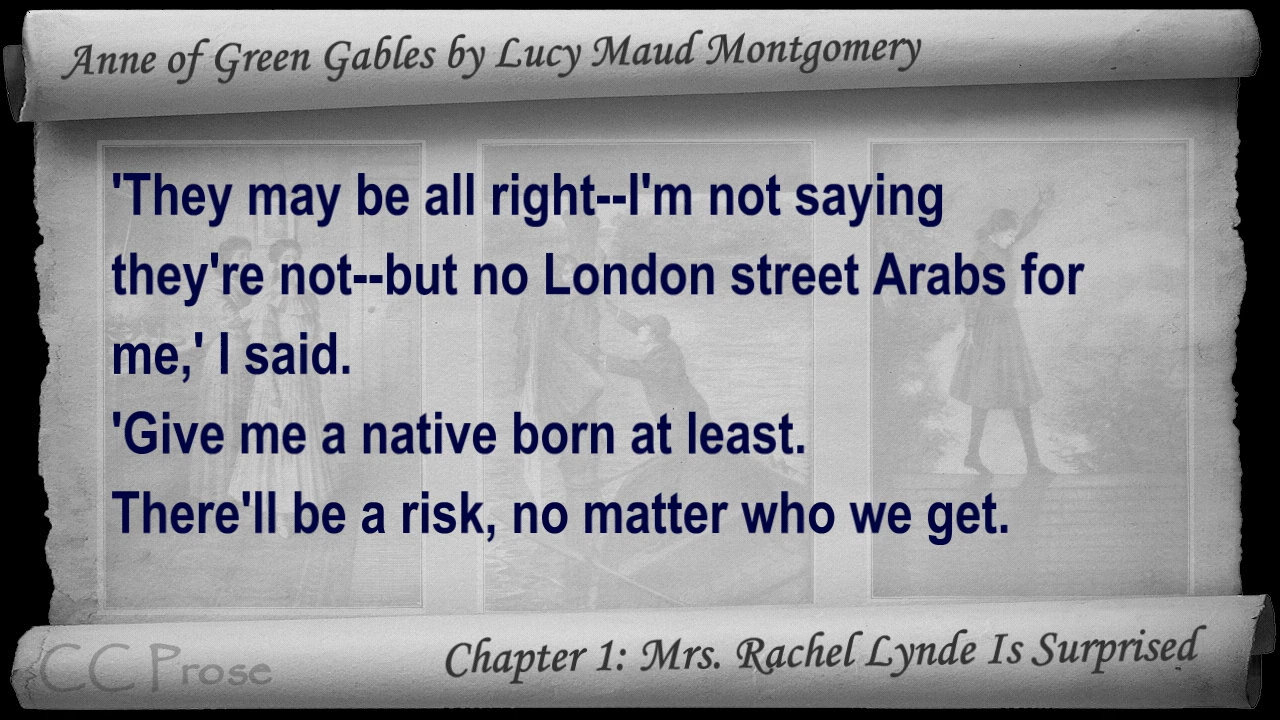 Anne of Green Gables by Lucy Maud Montgomery
'They may be all right--I'm not saying
they're not--but no London street Arabs for
me,' I said.
'Give me a native born at least.
There'll be a risk, no matter who we get.
CC Prose
Chapter 1: Mrs. Rachel Lynde Is Surprised